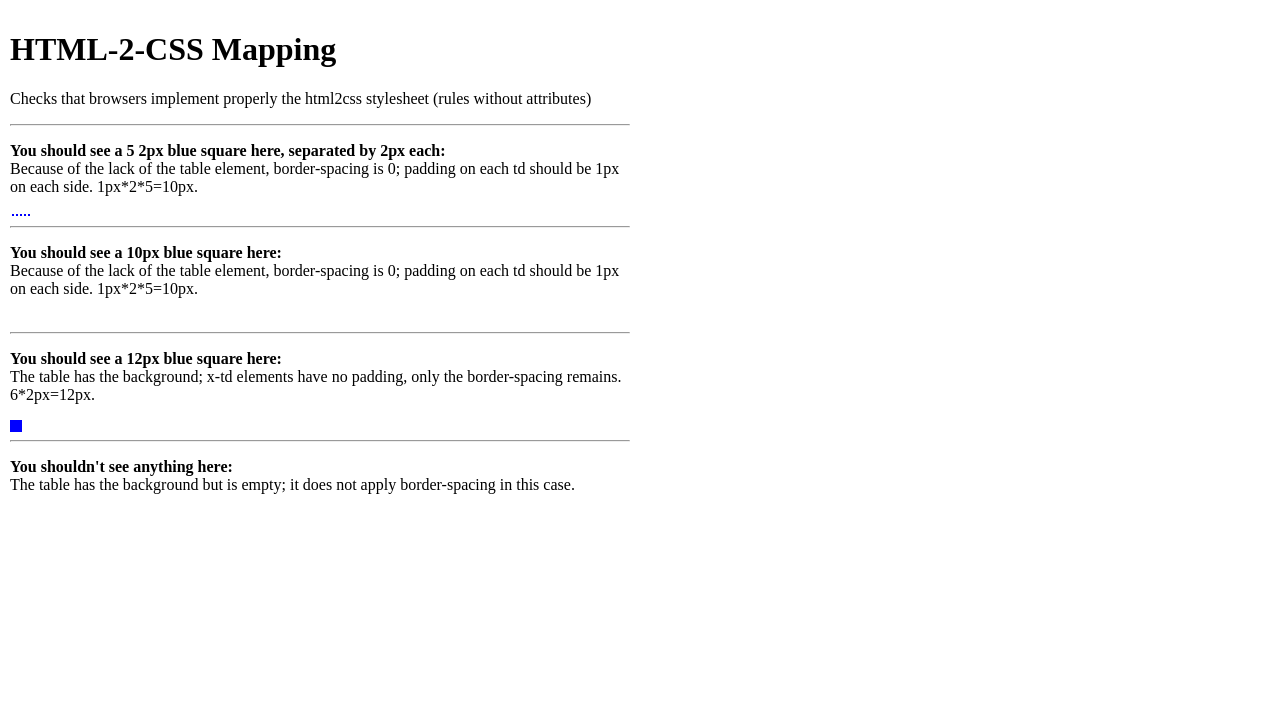 HTML-2-CSS Mapping
Checks that browsers implement properly the html2css stylesheet (rules without attributes)
You should see a 5 2px blue square here, separated by 2px each:
Because of the lack of the table element, border-spacing is 0; padding on each td should be 1px
on each side. 1px*2*5=10px.
You should see a 10px blue square here:
Because of the lack of the table element, border-spacing is 0; padding on each td should be 1px
on each side. 1px*2*5=10px.
You should see a 12px blue square here:
The table has the background; x-td elements have no padding, only the border-spacing remains.
6*2px=12px.
You shouldn't see anything here:
The table has the background but is empty; it does not apply border-spacing in this case.